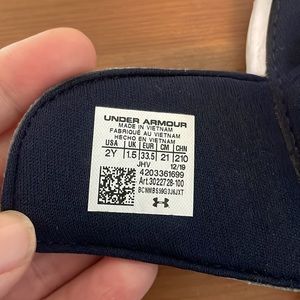 UNDER ARMOUR
MADE IN VIETNAM
FABRIQUÉ AU VIETNAM
HECHO EN VIETNAM
USA UK EUR CM CHN
2Y 1.5 33.5 21 210
JHV 12/19
4203361699
Art.3022728-100